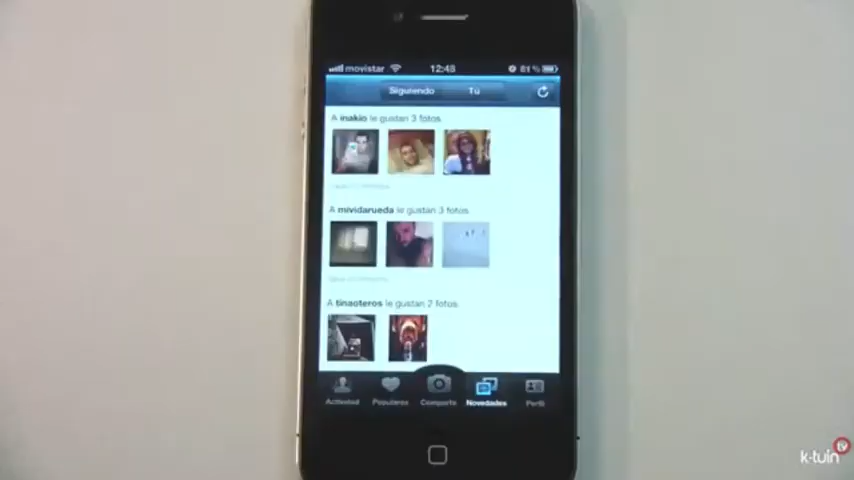 movistar 12:48 81 %
Siguiendo Tú
A inakio le gustan 3 fotos.
A mividarueda le gustan 3 fotos.
A tinaoteros le gustan 2 fotos.
Actividad Populares Comparte Novedades Perfil
k-tuin tv